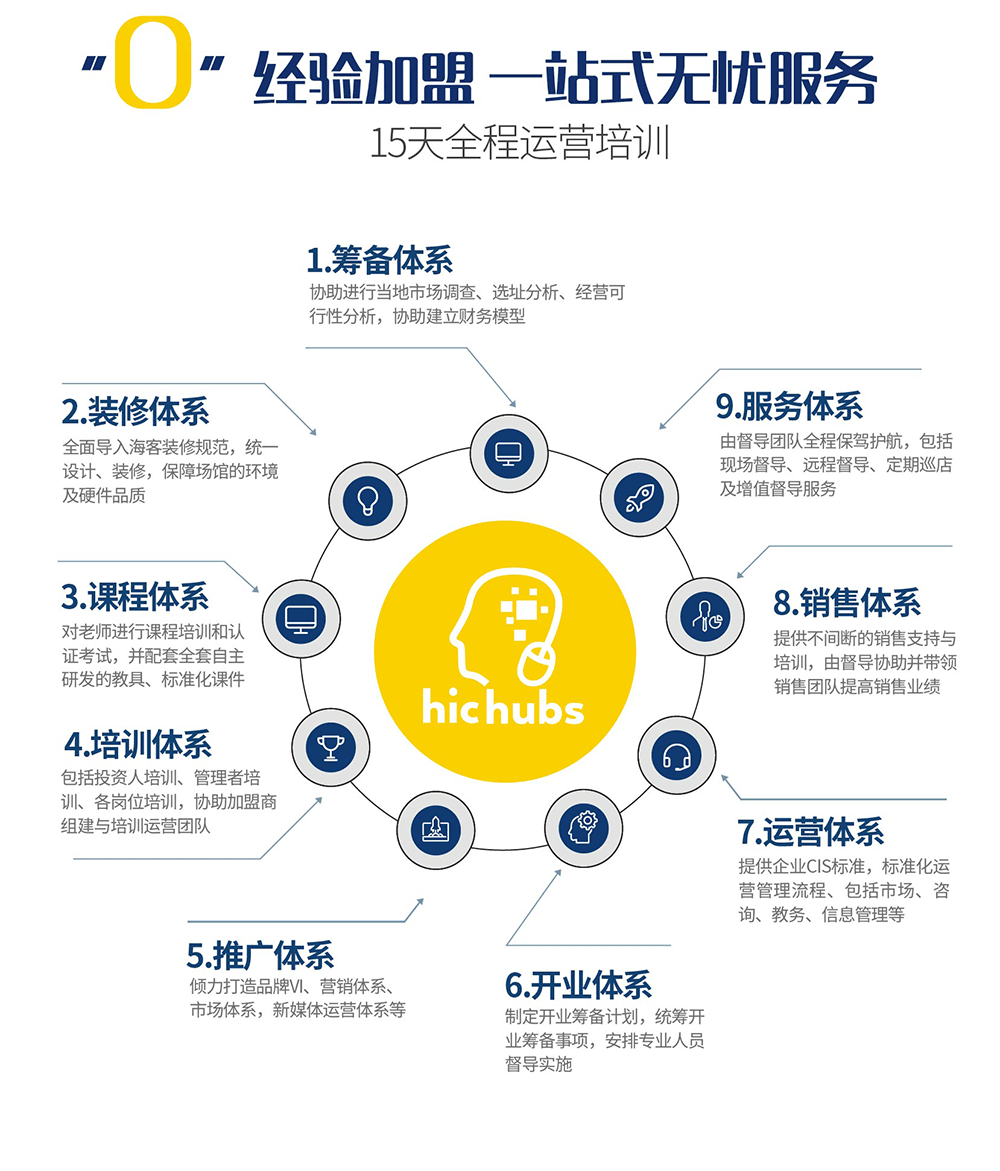 “0” 经验加盟 一站式无忧服务
15天全程运营培训
1.筹备体系
协助进行当地市场调查、选址分析、经营可
行性分析，协助建立财务模型
2.装修体系
全面导入海客装修规范，统一
设计、装修，保障场馆的环境
及硬件品质
3.课程体系
对老师进行课程培训和认
证考试，并配套全套自主
研发的教具、标准化课件
4.培训体系
包括投资人培训、管理者培
训、各岗位培训，协助加盟商
组建与培训运营团队
5.推广体系
倾力打造品牌VI、营销体系、
市场体系，新媒体运营体系等
6.开业体系
制定开业筹备计划，统筹开
业筹备事项，安排专业人员
督导实施
7.运营体系
提供企业CIS标准，标准化运
营管理流程、包括市场、咨
询、教务、信息管理等
8.销售体系
提供不间断的销售支持与
培训，由督导协助并带领
销售团队提高销售业绩
9.服务体系
由督导团队全程保驾护航，包括
现场督导、远程督导、定期巡店
及增值督导服务
hic hubs